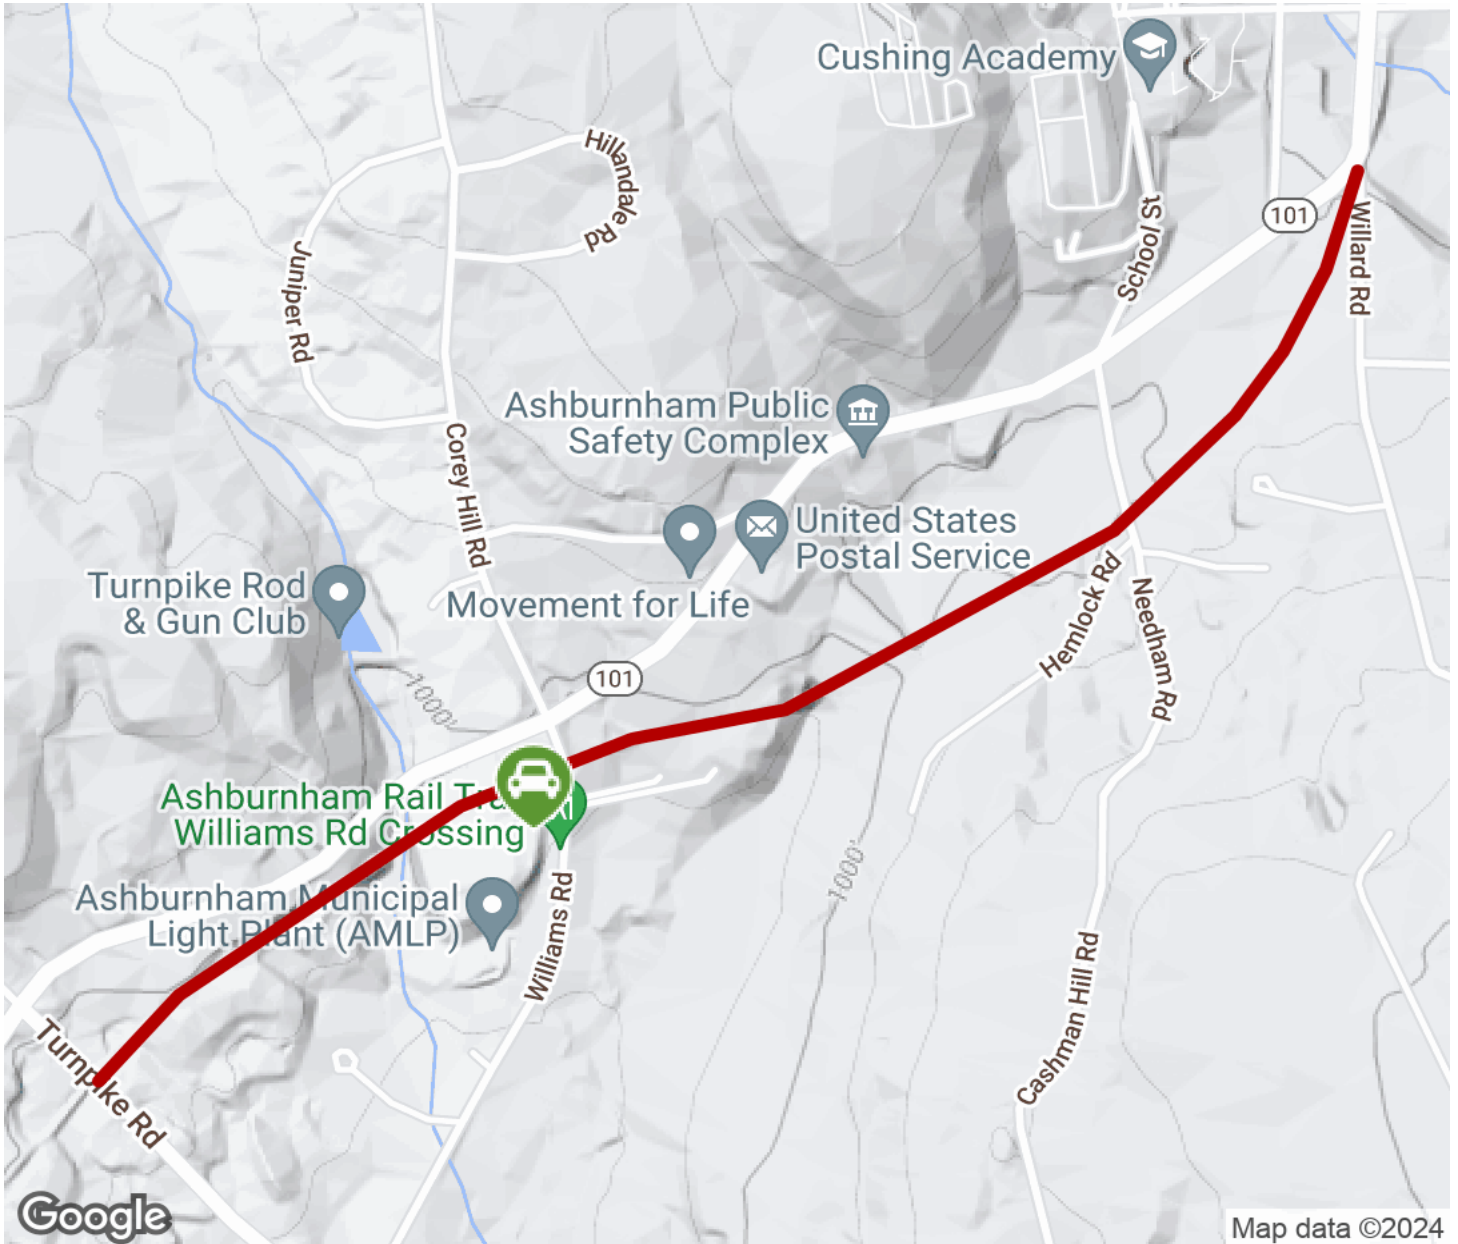 Cushing Academy
Hillandale
Rd
101
School St
Willard Rd
Juniper Rd
Ashburnham Public
Safety Complex
Corey Hill Rd
United States
Postal Service
Turnpike Rod
& Gun Club
Movement for Life
Hemlock Rd
Needham Rd
101
1000'
Ashburnham Rail Tra
Williams Rd Crossing
1000'
Ashburnham Municipal
Light Plant (AMLP)
Williams Rd
Cashman Hill Rd
Turnpike Rd
Google
Map data ©2024